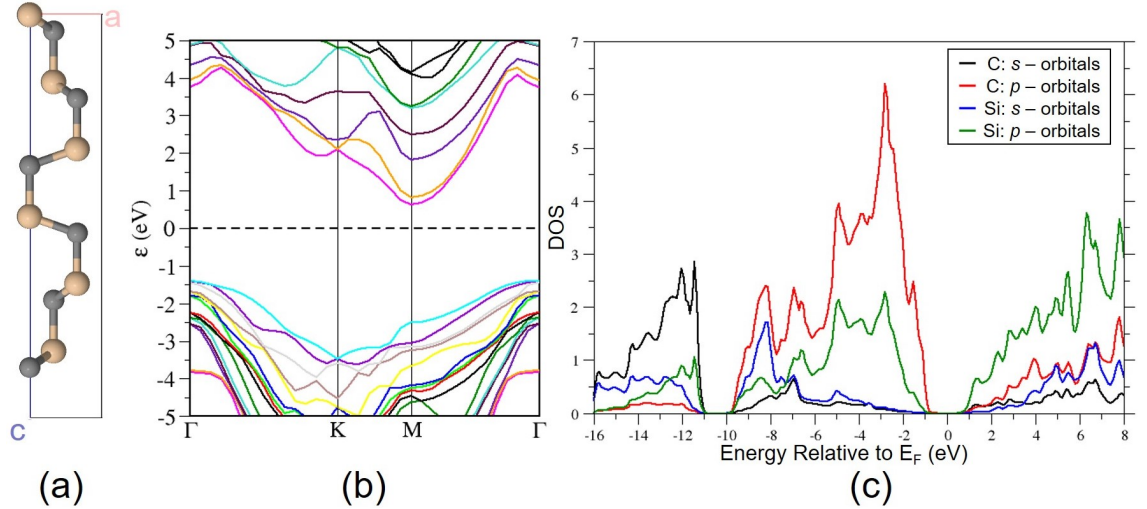 a
c
(a)
5
4
3
2
1
0
-1
-2
-3
-4
-5
ε (eV)
Γ
K
M
Γ
(b)
7
6
5
4
3
2
1
0
DOS
C: s – orbitals
C: p – orbitals
Si: s – orbitals
Si: p – orbitals
-16 -14 -12 -10 -8 -6 -4 -2 0 2 4 6 8
Energy Relative to EF (eV)
(c)